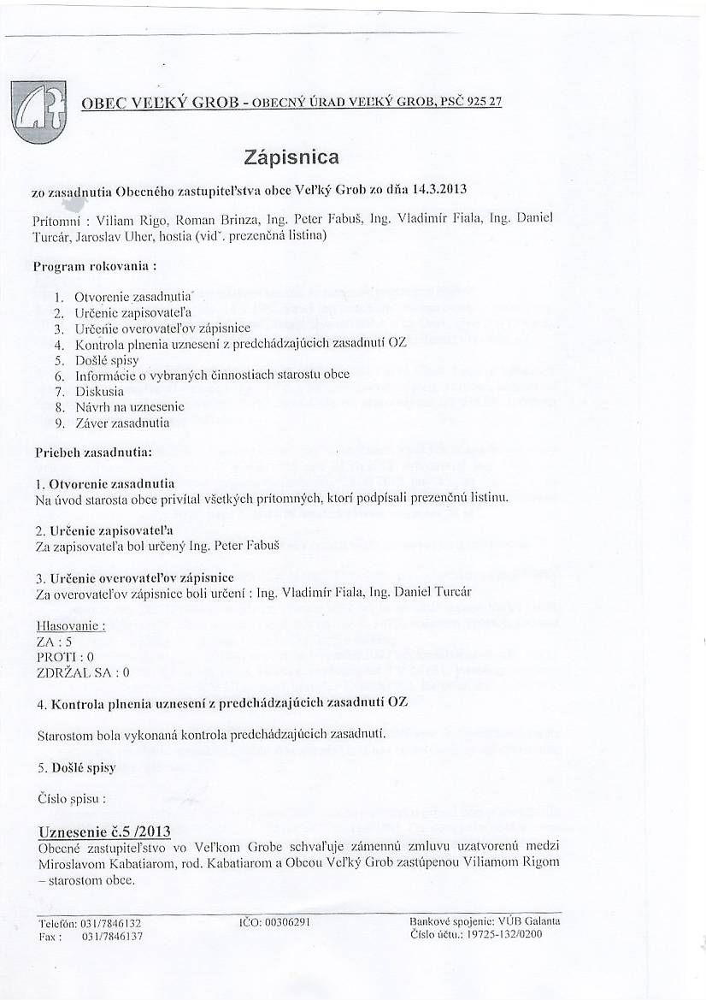 OBEC VEĽKÝ GROB - OBECNÝ ÚRAD VEĽKÝ GROB, PSČ 925 27
Zápisnica
zo zasadnutia Obecného zastupiteľstva obce Veľký Grob zo dňa 14.3.2013
Prítomní : Viliam Rigo, Roman Brinza, Ing. Peter Fabuš, Ing. Vladimír Fiala, Ing. Daniel
Turcár, Jaroslav Uher, hostia (viď. prezenčná listina)
Program rokovania :
1. Otvorenie zasadnutia
2. Určenie zapisovateľa
3. Určenie overovateľov zápisnice
4. Kontrola plnenia uznesení z predchádzajúcich zasadnutí OZ
5. Došlé spisy
6. Informácie o vybraných činnostiach starostu obce
7. Diskusia
8. Návrh na uznesenie
9. Záver zasadnutia
Priebeh zasadnutia:
1. Otvorenie zasadnutia
Na úvod starosta obce privítal všetkých prítomných, ktorí podpísali prezenčnú listinu.
2. Určenie zapisovateľa
Za zapisovateľa bol určený Ing. Peter Fabuš
3. Určenie overovateľov zápisnice
Za overovateľov zápisnice boli určení : Ing. Vladimír Fiala, Ing. Daniel Turcár
Hlasovanie :
ZA : 5
PROTI : 0
ZDRŽAL SA : 0
4. Kontrola plnenia uznesení z predchádzajúcich zasadnutí OZ
Starostom bola vykonaná kontrola predchádzajúcich zasadnutí.
5. Došlé spisy
Číslo spisu :
Uznesenie č.5 /2013
Obecné zastupiteľstvo vo Veľkom Grobe schvaľuje zámennú zmluvu uzatvorenú medzi
Miroslavom Kabatiarom, rod. Kabatiarom a Obcou Veľký Grob zastúpenou Viliamom Rigom
– starostom obce.
Telefón: 031/7846132 IČO: 00306291 Bankové spojenie: VÚB Galanta
Fax : 031/7846137 Číslo účtu.: 19725-132/0200